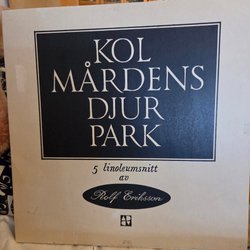 KOL
MÅRDENS
DJUR
PARK
5 linoleumsnitt
av
Rolf Eriksson